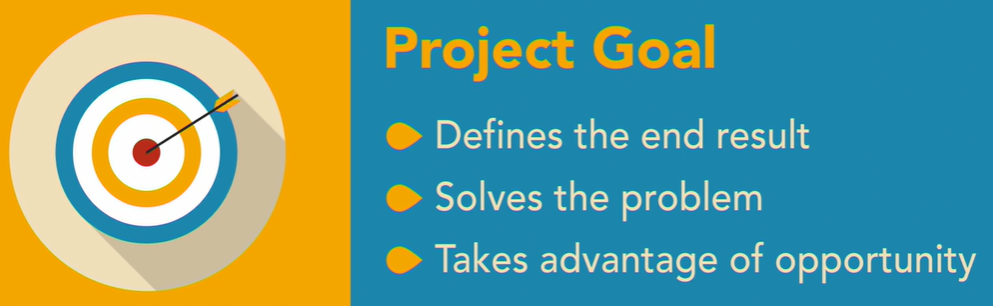 Project Goal
Defines the end result
Solves the problem
Takes advantage of opportunity